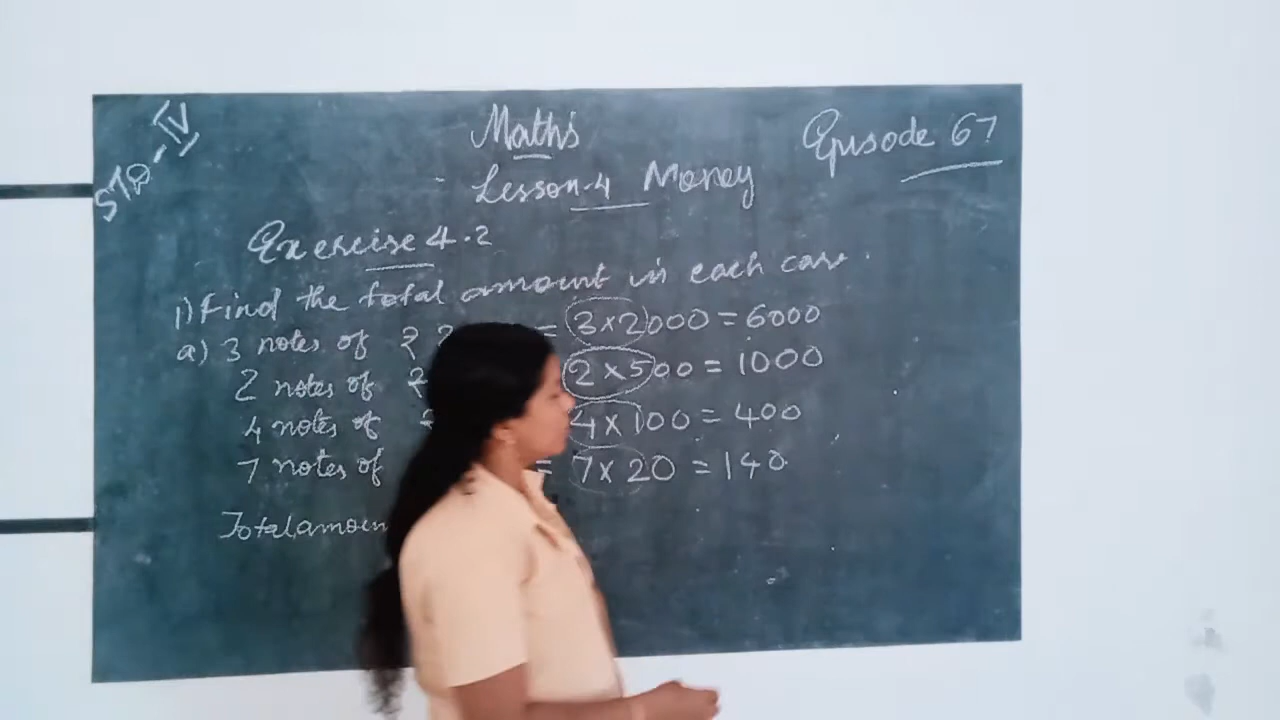 STD-IV
Maths
Episode 67
Lesson-4 Money
Exercise 4.2
1) Find the total amount in each case.
a) 3 notes of ₹ 2 = 3×2000 = 6000
2 notes of ₹ 2×500 = 1000
4 notes of ₹ 4×100 = 400
7 notes of = 7×20 = 140
Total amoun